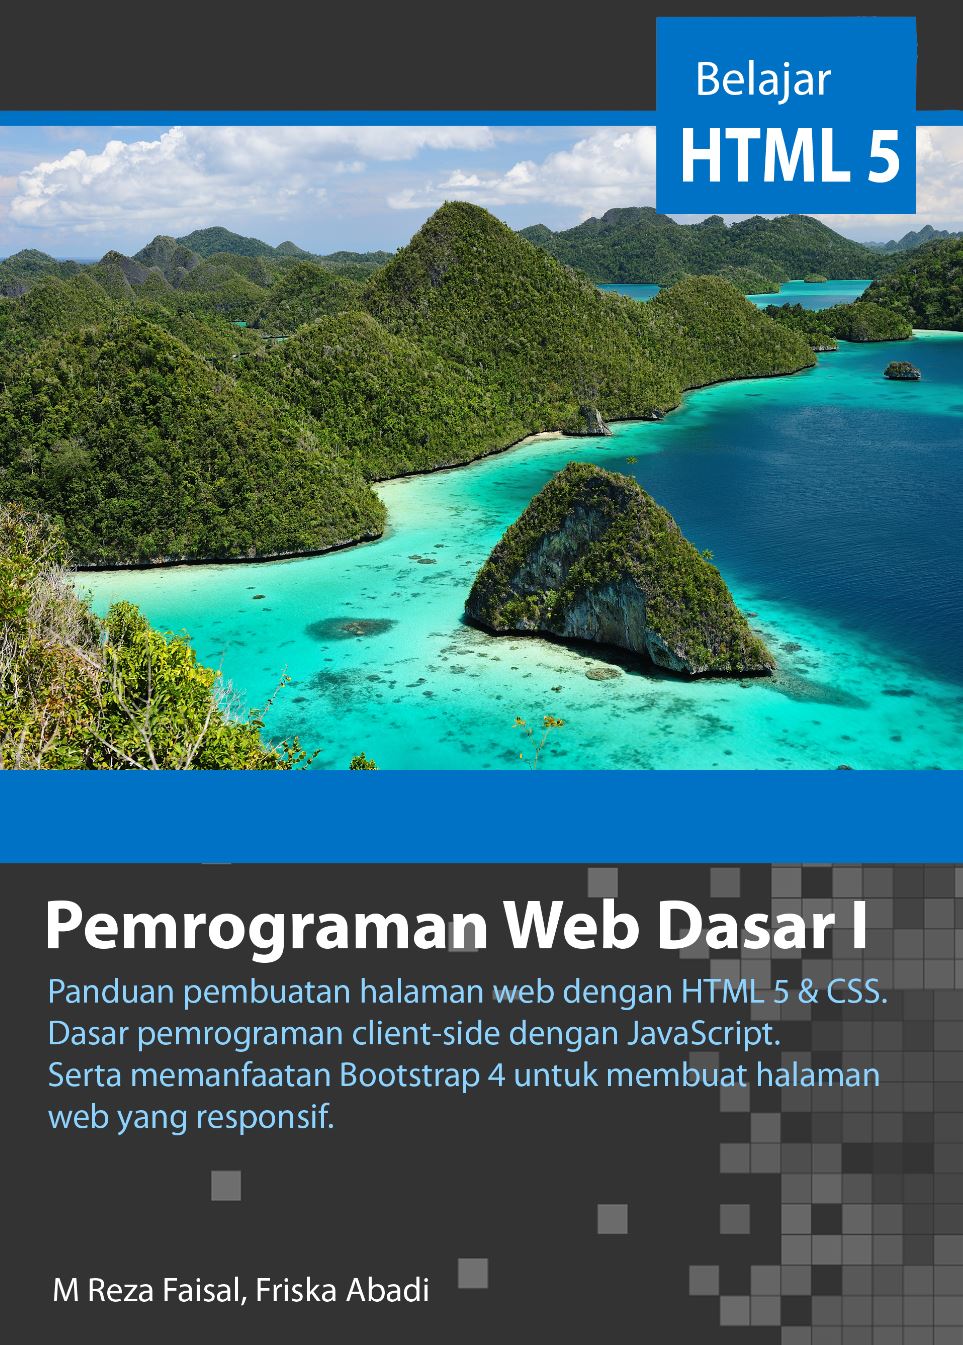 Belajar
HTML 5
Pemrograman Web Dasar I
Panduan pembuatan halaman web dengan HTML 5 & CSS.
Dasar pemrograman client-side dengan JavaScript.
Serta memanfaatan Bootstrap 4 untuk membuat halaman
web yang responsif.
M Reza Faisal, Friska Abadi